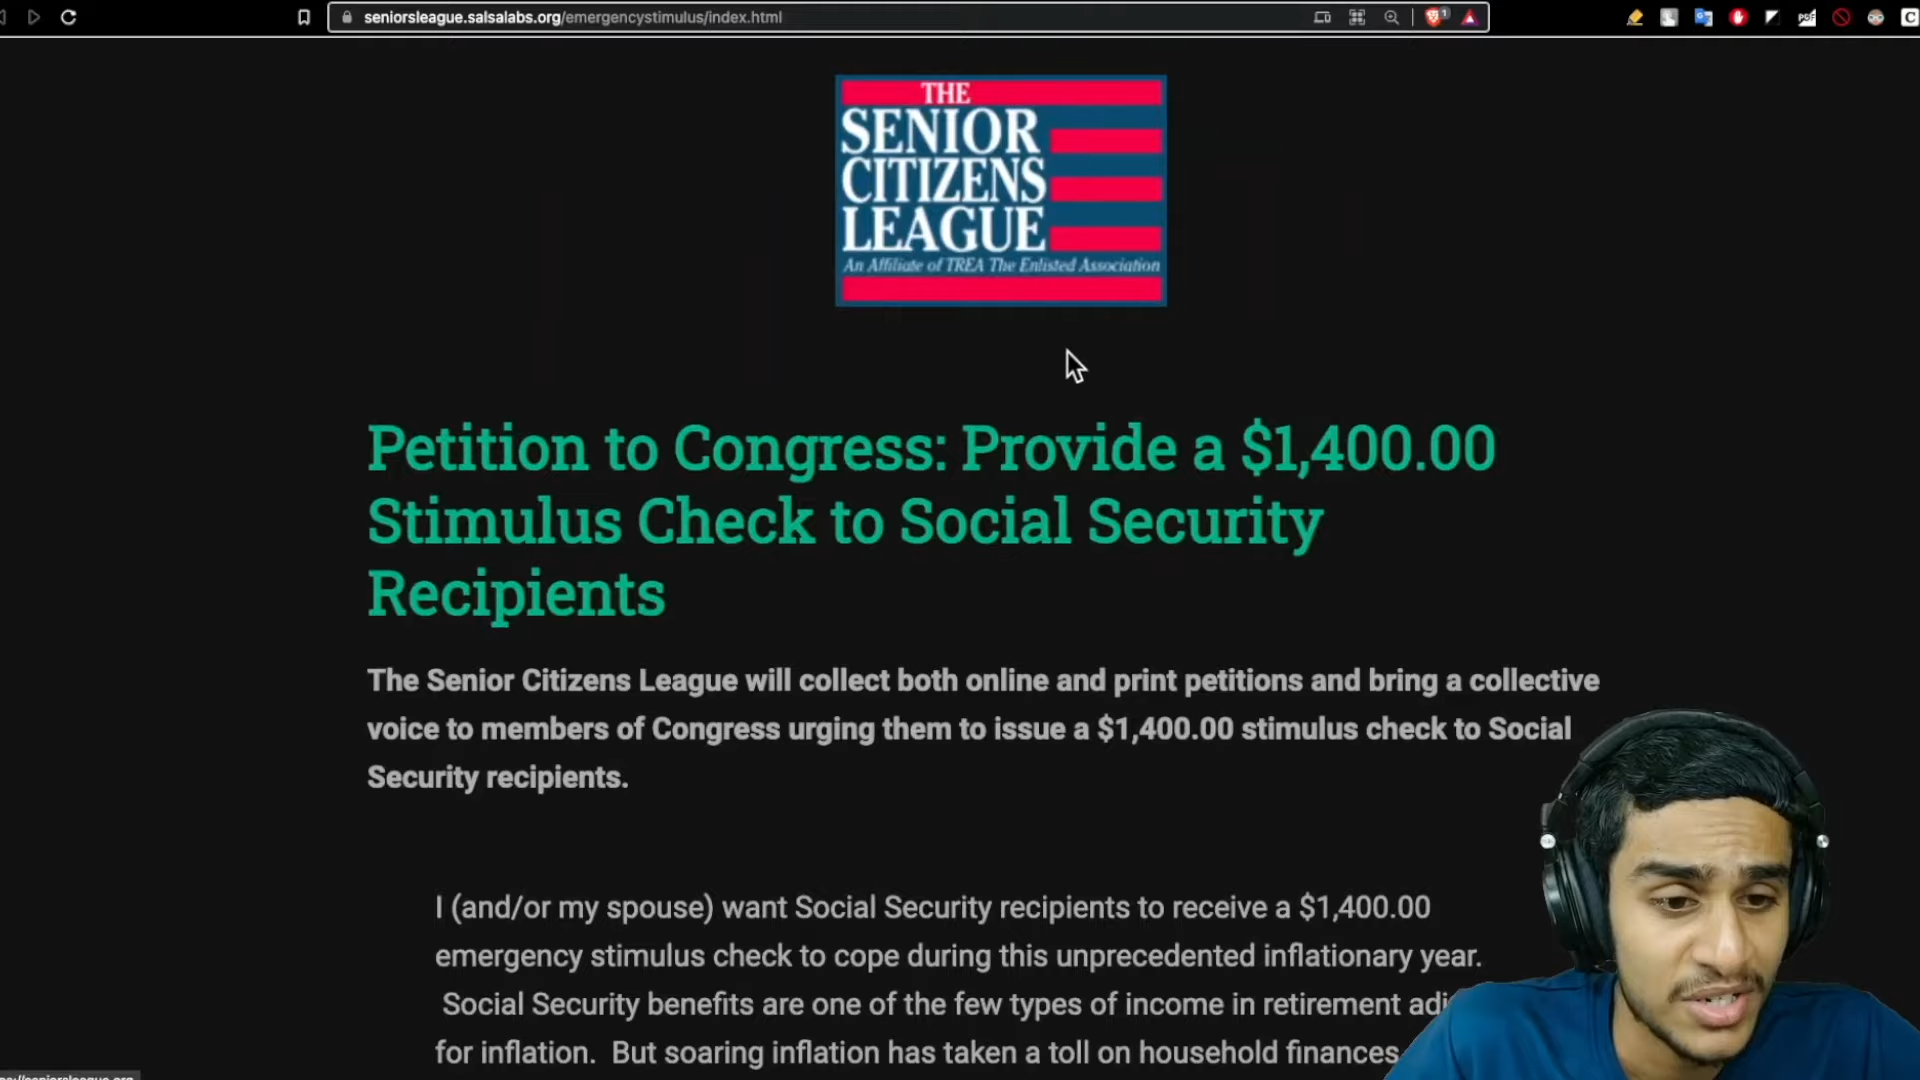 seniorsleague.salsalabs.org/emergencystimulus/index.html
THE
SENIOR
CITIZENS
LEAGUE
An Affiliate of TREA The Enlisted Association
Petition to Congress: Provide a $1,400.00
Stimulus Check to Social Security
Recipients
The Senior Citizens League will collect both online and print petitions and bring a collective
voice to members of Congress urging them to issue a $1,400.00 stimulus check to Social
Security recipients.
I (and/or my spouse) want Social Security recipients to receive a $1,400.00
emergency stimulus check to cope during this unprecedented inflationary year.
Social Security benefits are one of the few types of income in retirement
for inflation. But soaring inflation has taken a toll on household finances